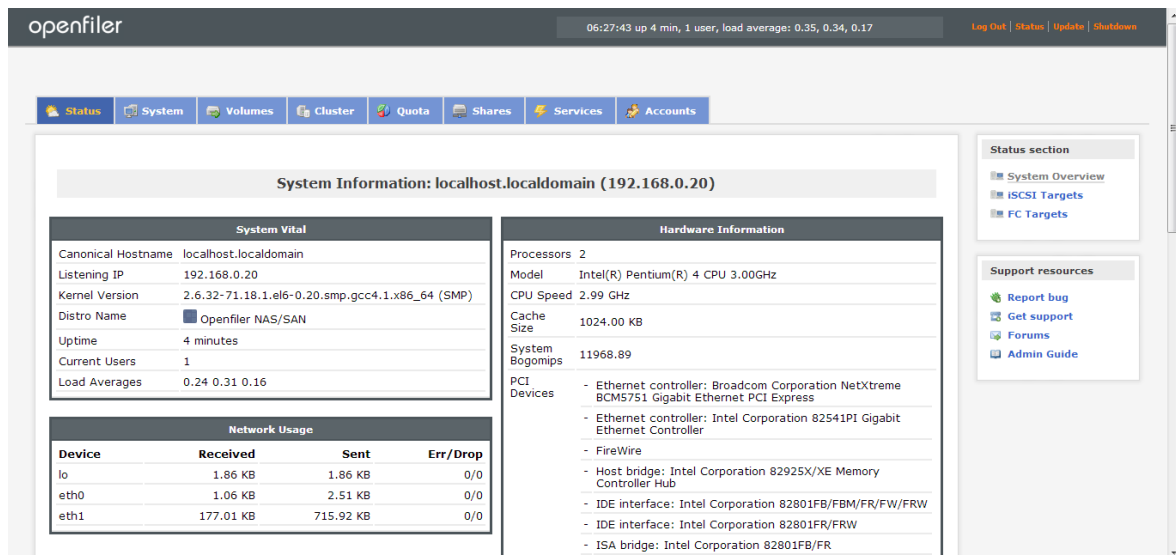 openfiler
06:27:43 up 4 min, 1 user, load average: 0.35, 0.34, 0.17
Log Out | Status | Update | Shutdown
Status System Volumes Cluster Quota Shares Services Accounts
System Information: localhost.localdomain (192.168.0.20)
System Vital
Canonical Hostname localhost.localdomain
Listening IP 192.168.0.20
Kernel Version 2.6.32-71.18.1.el6-0.20.smp.gcc4.1.x86_64 (SMP)
Distro Name Openfiler NAS/SAN
Uptime 4 minutes
Current Users 1
Load Averages 0.24 0.31 0.16
Network Usage
Device Received Sent Err/Drop
lo 1.86 KB 1.86 KB 0/0
eth0 1.06 KB 2.51 KB 0/0
eth1 177.01 KB 715.92 KB 0/0
Hardware Information
Processors 2
Model Intel(R) Pentium(R) 4 CPU 3.00GHz
CPU Speed 2.99 GHz
Cache
Size 1024.00 KB
System
Bogomips 11968.89
PCI
Devices
- Ethernet controller: Broadcom Corporation NetXtreme
BCM5751 Gigabit Ethernet PCI Express
- Ethernet controller: Intel Corporation 82541PI Gigabit
Ethernet Controller
- FireWire
- Host bridge: Intel Corporation 82925X/XE Memory
Controller Hub
- IDE interface: Intel Corporation 82801FB/FBM/FR/FW/FRW
- IDE interface: Intel Corporation 82801FR/FRW
- ISA bridge: Intel Corporation 82801FB/FR
Status section
System Overview
iSCSI Targets
FC Targets
Support resources
Report bug
Get support
Forums
Admin Guide